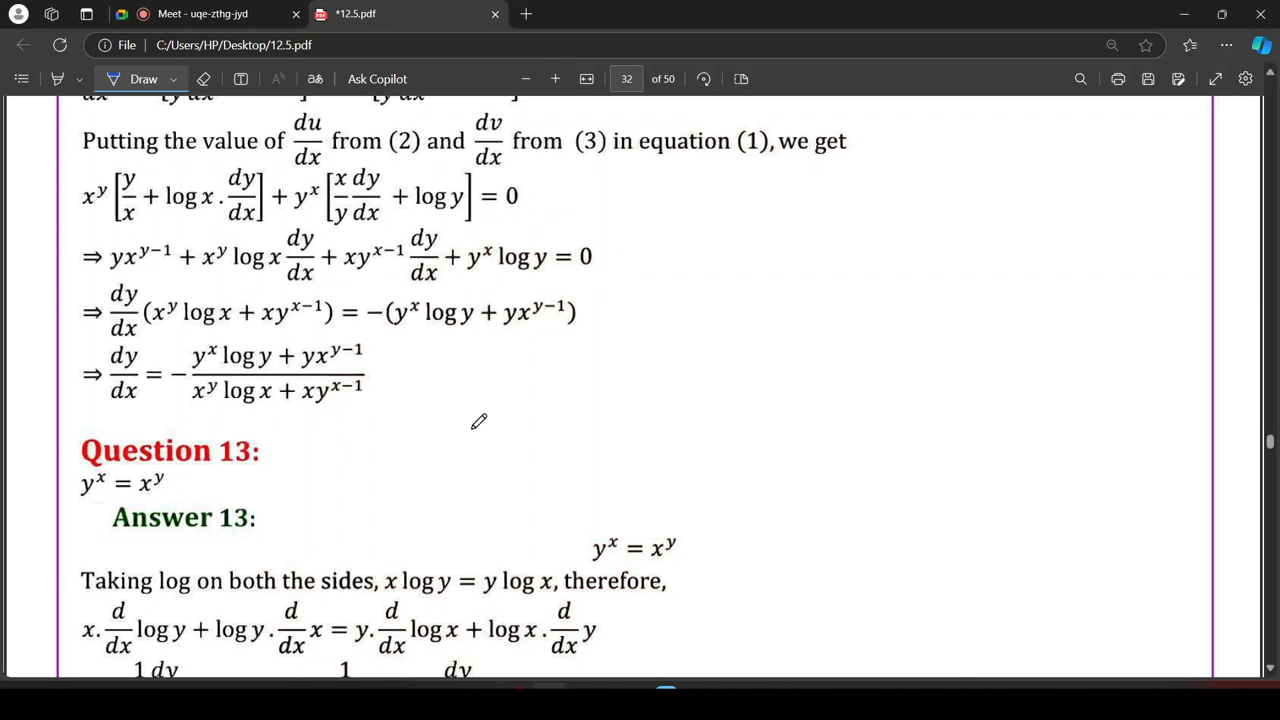 Meet - uqe-zthg-jyd
*12.5.pdf
File C:/Users/HP/Desktop/12.5.pdf
Draw Ask Copilot 32 of 50
Putting the value of du/dx from (2) and dv/dx from (3) in equation (1), we get
x^y [y/x + log x . dy/dx] + y^x [x/y dy/dx + log y] = 0
⇒ yx^(y−1) + x^y log x dy/dx + xy^(x−1) dy/dx + y^x log y = 0
⇒ dy/dx (x^y log x + xy^(x−1)) = −(y^x log y + yx^(y−1))
⇒ dy/dx = − (y^x log y + yx^(y−1))/(x^y log x + xy^(x−1))
Question 13:
y^x = x^y
Answer 13:
y^x = x^y
Taking log on both the sides, x log y = y log x, therefore,
x. d/dx log y + log y . d/dx x = y. d/dx log x + log x . d/dx y
1 dy 1 dy